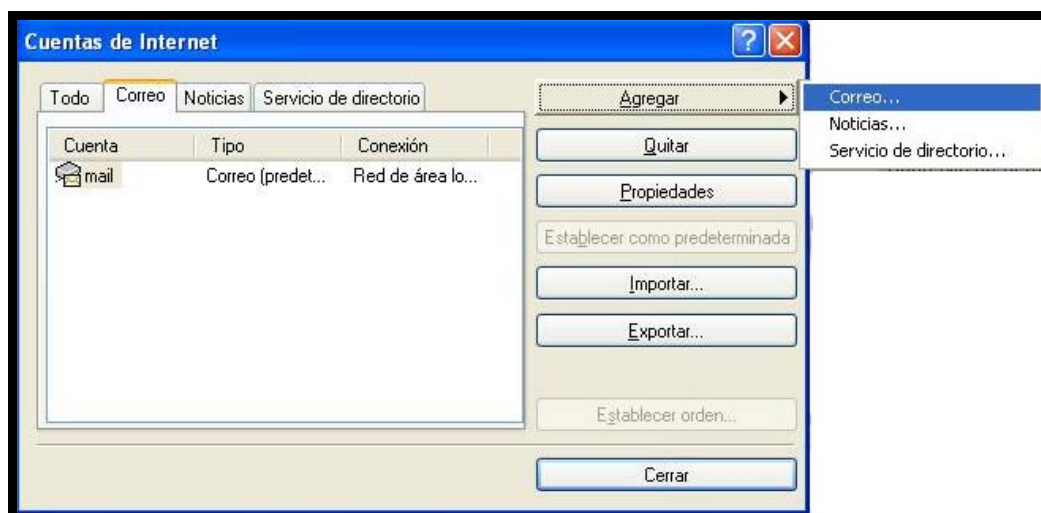 Cuentas de Internet
Todo Correo Noticias Servicio de directorio
Cuenta Tipo Conexión
mail Correo (predet... Red de área lo...
Agregar
Quitar
Propiedades
Establecer como predeterminada
Importar...
Exportar...
Establecer orden...
Cerrar
Correo...
Noticias...
Servicio de directorio...